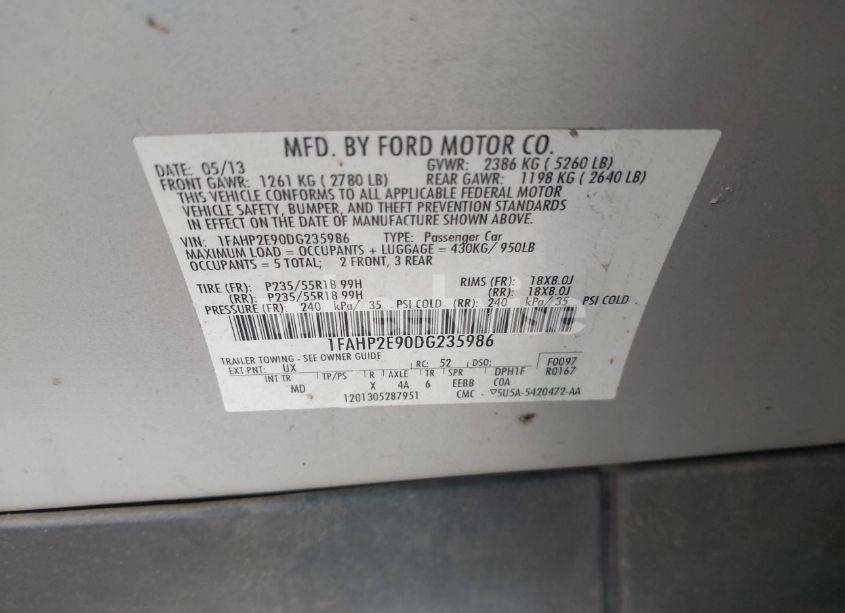 MFD. BY FORD MOTOR CO.
DATE: 05/13 GVWR: 2386 KG ( 5260 LB)
FRONT GAWR: 1261 KG ( 2780 LB) REAR GAWR: 1198 KG ( 2640 LB)
THIS VEHICLE CONFORMS TO ALL APPLICABLE FEDERAL MOTOR
VEHICLE SAFETY, BUMPER, AND THEFT PREVENTION STANDARDS
IN EFFECT ON THE DATE OF MANUFACTURE SHOWN ABOVE.
VIN: 1FAHP2E90DG235986 TYPE: Passenger Car
MAXIMUM LOAD = OCCUPANTS + LUGGAGE = 430KG/ 950LB
OCCUPANTS = 5 TOTAL; 2 FRONT, 3 REAR
TIRE (FR): P235/55R18 99H RIMS (FR): 18X8.0J
(RR): P235/55R18 99H (RR): 18X8.0J
PRESSURE (FR): 240 kPa/ 35 PSI COLD (RR): 240 kPa/ 35 PSI COLD
1FAHP2E90DG235986
TRAILER TOWING - SEE OWNER GUIDE
EXT PNT: UX RC: 52 DSO: F0097
INT TR TP/PS R AXLE TR SPR DPH1F R0167
MD X 4A 6 EEBB C0A
1201305287951 CMC - 5U5A-5420472-AA